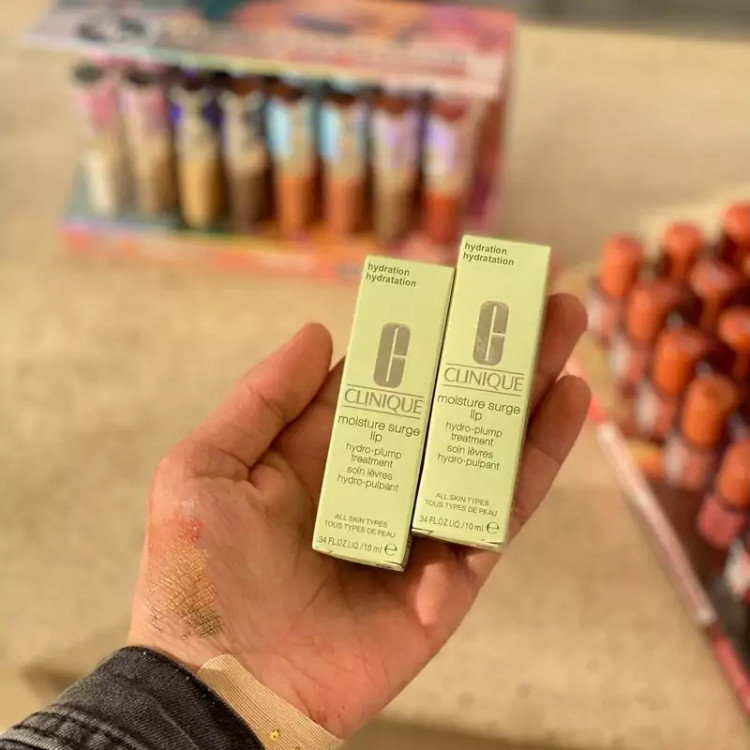 hydration
hydratation
CLINIQUE
moisture surge
lip
hydro-plump
treatment
soin lèvres
hydro-pulpant
ALL SKIN TYPES
TOUS TYPES DE PEAU
.34 FL.OZ.LIQ./10 ml e
hydration
hydratation
CLINIQUE
moisture surge
lip
hydro-plump
treatment
soin lèvres
hydro-pulpant
ALL SKIN TYPES
TOUS TYPES DE PEAU
.34 FL.OZ.LIQ./10 ml e